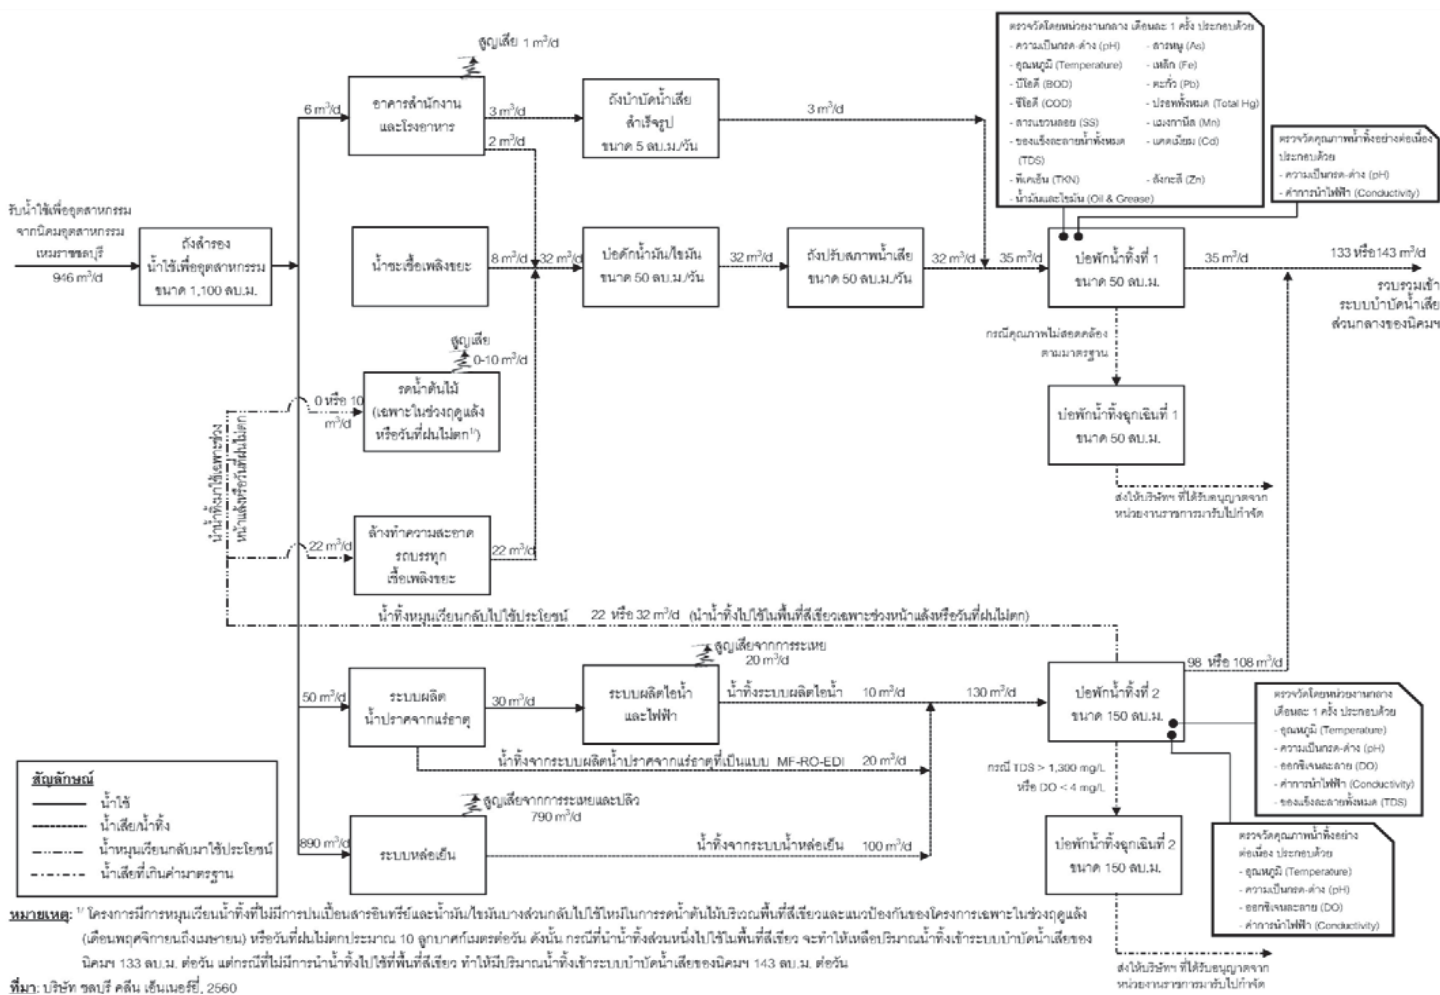 สูญเสีย 1 m³/d
6 m³/d
อาคารสำนักงาน
และโรงอาหาร
3 m³/d
2 m³/d
ถังบำบัดน้ำเสีย
สำเร็จรูป
ขนาด 5 ลบ.ม./วัน
3 m³/d
ตรวจวัดโดยหน่วยงานกลาง เดือนละ 1 ครั้ง ประกอบด้วย
- ความเป็นกรด-ด่าง (pH)
- อุณหภูมิ (Temperature)
- บีโอดี (BOD)
- ซีโอดี (COD)
- สารแขวนลอย (SS)
- ของแข็งละลายน้ำทั้งหมด
(TDS)
- ทีเคเอ็น (TKN)
- น้ำมันและไขมัน (Oil & Grease)
- สารหนู (As)
- เหล็ก (Fe)
- ตะกั่ว (Pb)
- ปรอททั้งหมด (Total Hg)
- แมงกานีส (Mn)
- แคดเมียม (Cd)
- สังกะสี (Zn)
ตรวจวัดคุณภาพน้ำทิ้งอย่างต่อเนื่อง
ประกอบด้วย
- ความเป็นกรด-ด่าง (pH)
- ค่าการนำไฟฟ้า (Conductivity)
รับน้ำใช้เพื่ออุตสาหกรรม
จากนิคมอุตสาหกรรม
เหมราชชลบุรี
946 m³/d
ถังสำรอง
น้ำใช้เพื่ออุตสาหกรรม
ขนาด 1,100 ลบ.ม.
น้ำชะเชื้อเพลิงขยะ
8 m³/d
32 m³/d
บ่อดักน้ำมัน/ไขมัน
ขนาด 50 ลบ.ม./วัน
32 m³/d
ถังปรับสภาพน้ำเสีย
ขนาด 50 ลบ.ม./วัน
32 m³/d
35 m³/d
บ่อพักน้ำทิ้งที่ 1
ขนาด 50 ลบ.ม.
35 m³/d
133 หรือ143 m³/d
รวบรวมเข้า
ระบบบำบัดน้ำเสีย
ส่วนกลางของนิคมฯ
กรณีคุณภาพไม่สอดคล้อง
ตามมาตรฐาน
สูญเสีย
0-10 m³/d
0 หรือ 10
m³/d
รดน้ำต้นไม้
(เฉพาะในช่วงฤดูแล้ง
หรือวันที่ฝนไม่ตก¹/)
บ่อพักน้ำทิ้งฉุกเฉินที่ 1
ขนาด 50 ลบ.ม.
ส่งให้บริษัทฯ ที่ได้รับอนุญาตจาก
หน่วยงานราชการมารับไปกำจัด
นำน้ำทิ้งมาใช้เฉพาะช่วง
หน้าแล้งหรือวันที่ฝนไม่ตก
22 m³/d
ล้างทำความสะอาด
รถบรรทุก
เชื้อเพลิงขยะ
22 m³/d
น้ำทิ้งหมุนเวียนกลับไปใช้ประโยชน์ 22 หรือ 32 m³/d (นำน้ำทิ้งไปใช้ในพื้นที่สีเขียวเฉพาะช่วงหน้าแล้งหรือวันที่ฝนไม่ตก)
สูญเสียจากการระเหย
20 m³/d
50 m³/d
ระบบผลิต
น้ำปราศจากแร่ธาตุ
30 m³/d
ระบบผลิตไอน้ำ
และไฟฟ้า
น้ำทิ้งระบบผลิตไอน้ำ 10 m³/d
130 m³/d
บ่อพักน้ำทิ้งที่ 2
ขนาด 150 ลบ.ม.
98 หรือ 108 m³/d
ตรวจวัดโดยหน่วยงานกลาง
เดือนละ 1 ครั้ง ประกอบด้วย
- อุณหภูมิ (Temperature)
- ความเป็นกรด-ด่าง (pH)
- ออกซิเจนละลาย (DO)
- ค่าการนำไฟฟ้า (Conductivity)
- ของแข็งละลายทั้งหมด (TDS)
น้ำทิ้งจากระบบผลิตน้ำปราศจากแร่ธาตุที่เป็นแบบ MF-RO-EDI 20 m³/d
กรณี TDS > 1,300 mg/L
หรือ DO < 4 mg/L
สูญเสียจากการระเหยและปลิว
790 m³/d
890 m³/d
ระบบหล่อเย็น
น้ำทิ้งจากระบบน้ำหล่อเย็น 100 m³/d
บ่อพักน้ำทิ้งฉุกเฉินที่ 2
ขนาด 150 ลบ.ม.
ตรวจวัดคุณภาพน้ำทิ้งอย่าง
ต่อเนื่อง ประกอบด้วย
- อุณหภูมิ (Temperature)
- ความเป็นกรด-ด่าง (pH)
- ออกซิเจนละลาย (DO)
- ค่าการนำไฟฟ้า (Conductivity)
ส่งให้บริษัทฯ ที่ได้รับอนุญาตจาก
หน่วยงานราชการมารับไปกำจัด
สัญลักษณ์
น้ำใช้
น้ำเสีย/น้ำทิ้ง
น้ำหมุนเวียนกลับมาใช้ประโยชน์
น้ำเสียที่เกินค่ามาตรฐาน
หมายเหตุ: ¹/ โครงการมีการหมุนเวียนน้ำทิ้งที่ไม่มีการปนเปื้อนสารอินทรีย์และน้ำมัน/ไขมันบางส่วนกลับไปใช้ใหม่ในการรดน้ำต้นไม้บริเวณพื้นที่สีเขียวและแนวป้องกันของโครงการเฉพาะในช่วงฤดูแล้ง
(เดือนพฤศจิกายนถึงเมษายน) หรือวันที่ฝนไม่ตกประมาณ 10 ลูกบาศก์เมตรต่อวัน ดังนั้น กรณีที่นำน้ำทิ้งส่วนหนึ่งไปใช้ในพื้นที่สีเขียว จะทำให้เหลือปริมาณน้ำทิ้งเข้าระบบบำบัดน้ำเสียของ
นิคมฯ 133 ลบ.ม. ต่อวัน แต่กรณีที่ไม่มีการนำน้ำทิ้งไปใช้ที่พื้นที่สีเขียว ทำให้มีปริมาณน้ำทิ้งเข้าระบบบำบัดน้ำเสียของนิคมฯ 143 ลบ.ม. ต่อวัน
ที่มา: บริษัท ชลบุรี คลีน เอ็นเนอร์ยี่, 2560